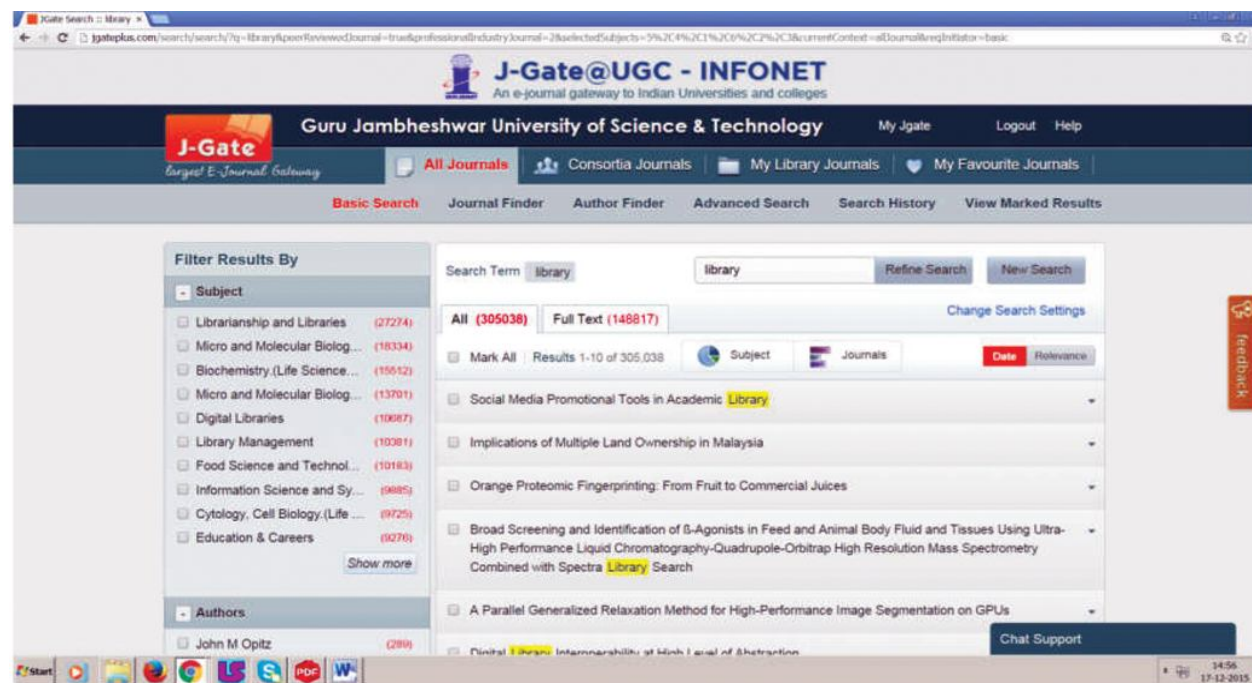 JGate Search :: library
jgateplus.com/search/search/?q=library&peerReviewedJournal=true&professionalIndustryJournal=2&selectedSubjects=5%2C4%2C1%2C6%2C2%2C3&currentContext=allJournal&reqInitiator=basic
J-Gate@UGC - INFONET
An e-journal gateway to Indian Universities and colleges
J-Gate
largest E-Journal Gateway
Guru Jambheshwar University of Science & Technology My Jgate Logout Help
All Journals Consortia Journals My Library Journals My Favourite Journals
Basic Search Journal Finder Author Finder Advanced Search Search History View Marked Results
Filter Results By
- Subject
Librarianship and Libraries (27274)
Micro and Molecular Biolog... (18334)
Biochemistry.(Life Science... (15512)
Micro and Molecular Biolog... (13701)
Digital Libraries (10687)
Library Management (10381)
Food Science and Technol... (10183)
Information Science and Sy... (9885)
Cytology, Cell Biology.(Life ... (9725)
Education & Careers (9276)
Show more
- Authors
John M Opitz (289)
Search Term library library Refine Search New Search
All (305038) Full Text (148817) Change Search Settings
Mark All Results 1-10 of 305,038 Subject Journals Date Relevance
Social Media Promotional Tools in Academic Library
Implications of Multiple Land Ownership in Malaysia
Orange Proteomic Fingerprinting: From Fruit to Commercial Juices
Broad Screening and Identification of ß-Agonists in Feed and Animal Body Fluid and Tissues Using Ultra-
High Performance Liquid Chromatography-Quadrupole-Orbitrap High Resolution Mass Spectrometry
Combined with Spectra Library Search
A Parallel Generalized Relaxation Method for High-Performance Image Segmentation on GPUs
Digital Library Interoperability at High Level of Abstraction
feedback
Chat Support
Start
PDF
W
14:56
17-12-2015